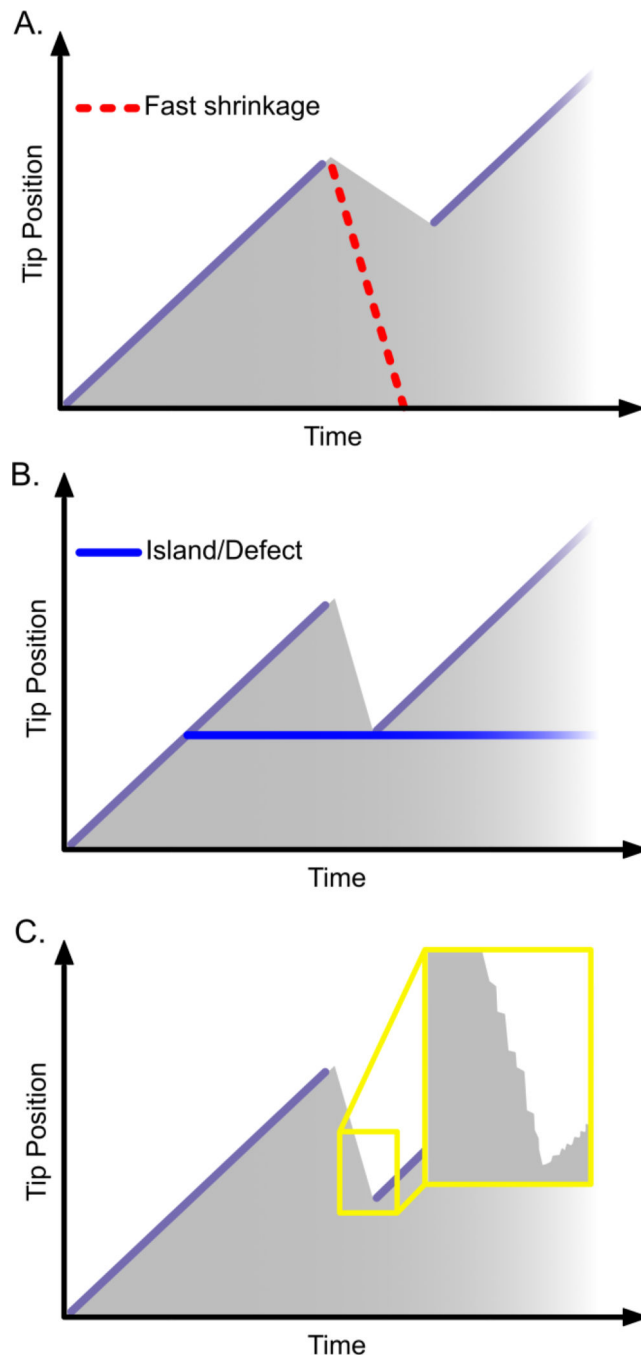 A.
Fast shrinkage
Tip Position
Time
B.
Island/Defect
Tip Position
Time
C.
Tip Position
Time